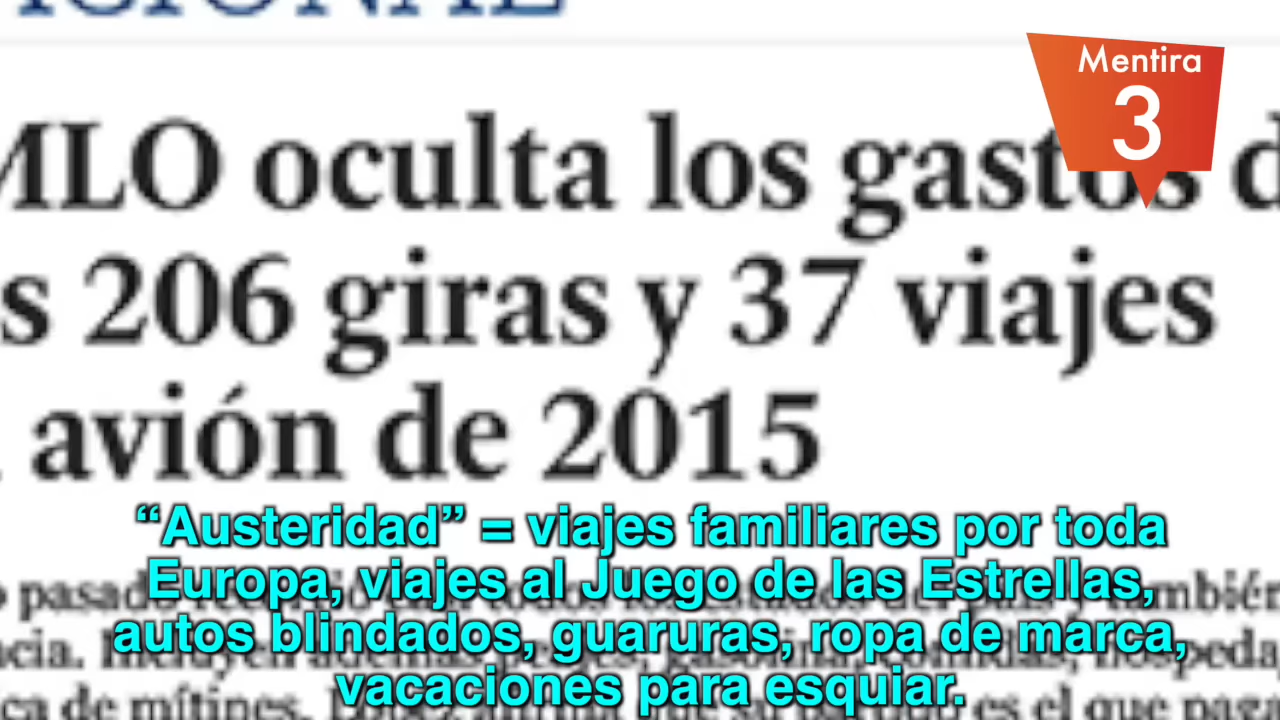 Mentira
3
MLO oculta los gastos d
s 206 giras y 37 viajes
avión de 2015
“Austeridad” = viajes familiares por toda
Europa, viajes al Juego de las Estrellas,
autos blindados, guaruras, ropa de marca,
vacaciones para esquiar.